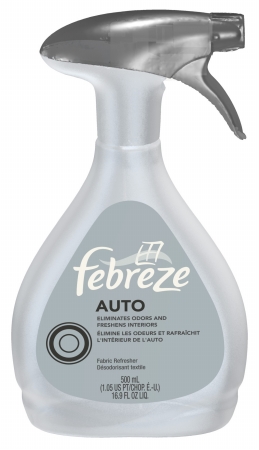 febreze
AUTO
ELIMINATES ODORS AND
FRESHENS INTERIORS
ÉLIMINE LES ODEURS ET RAFRAÎCHIT
L'INTÉRIEUR DE L'AUTO
Fabric Refresher
Désodorisant textile
500 mL
(1.05 US PT/CHOP. É.-U.)
16.9 FL OZ LIQ.